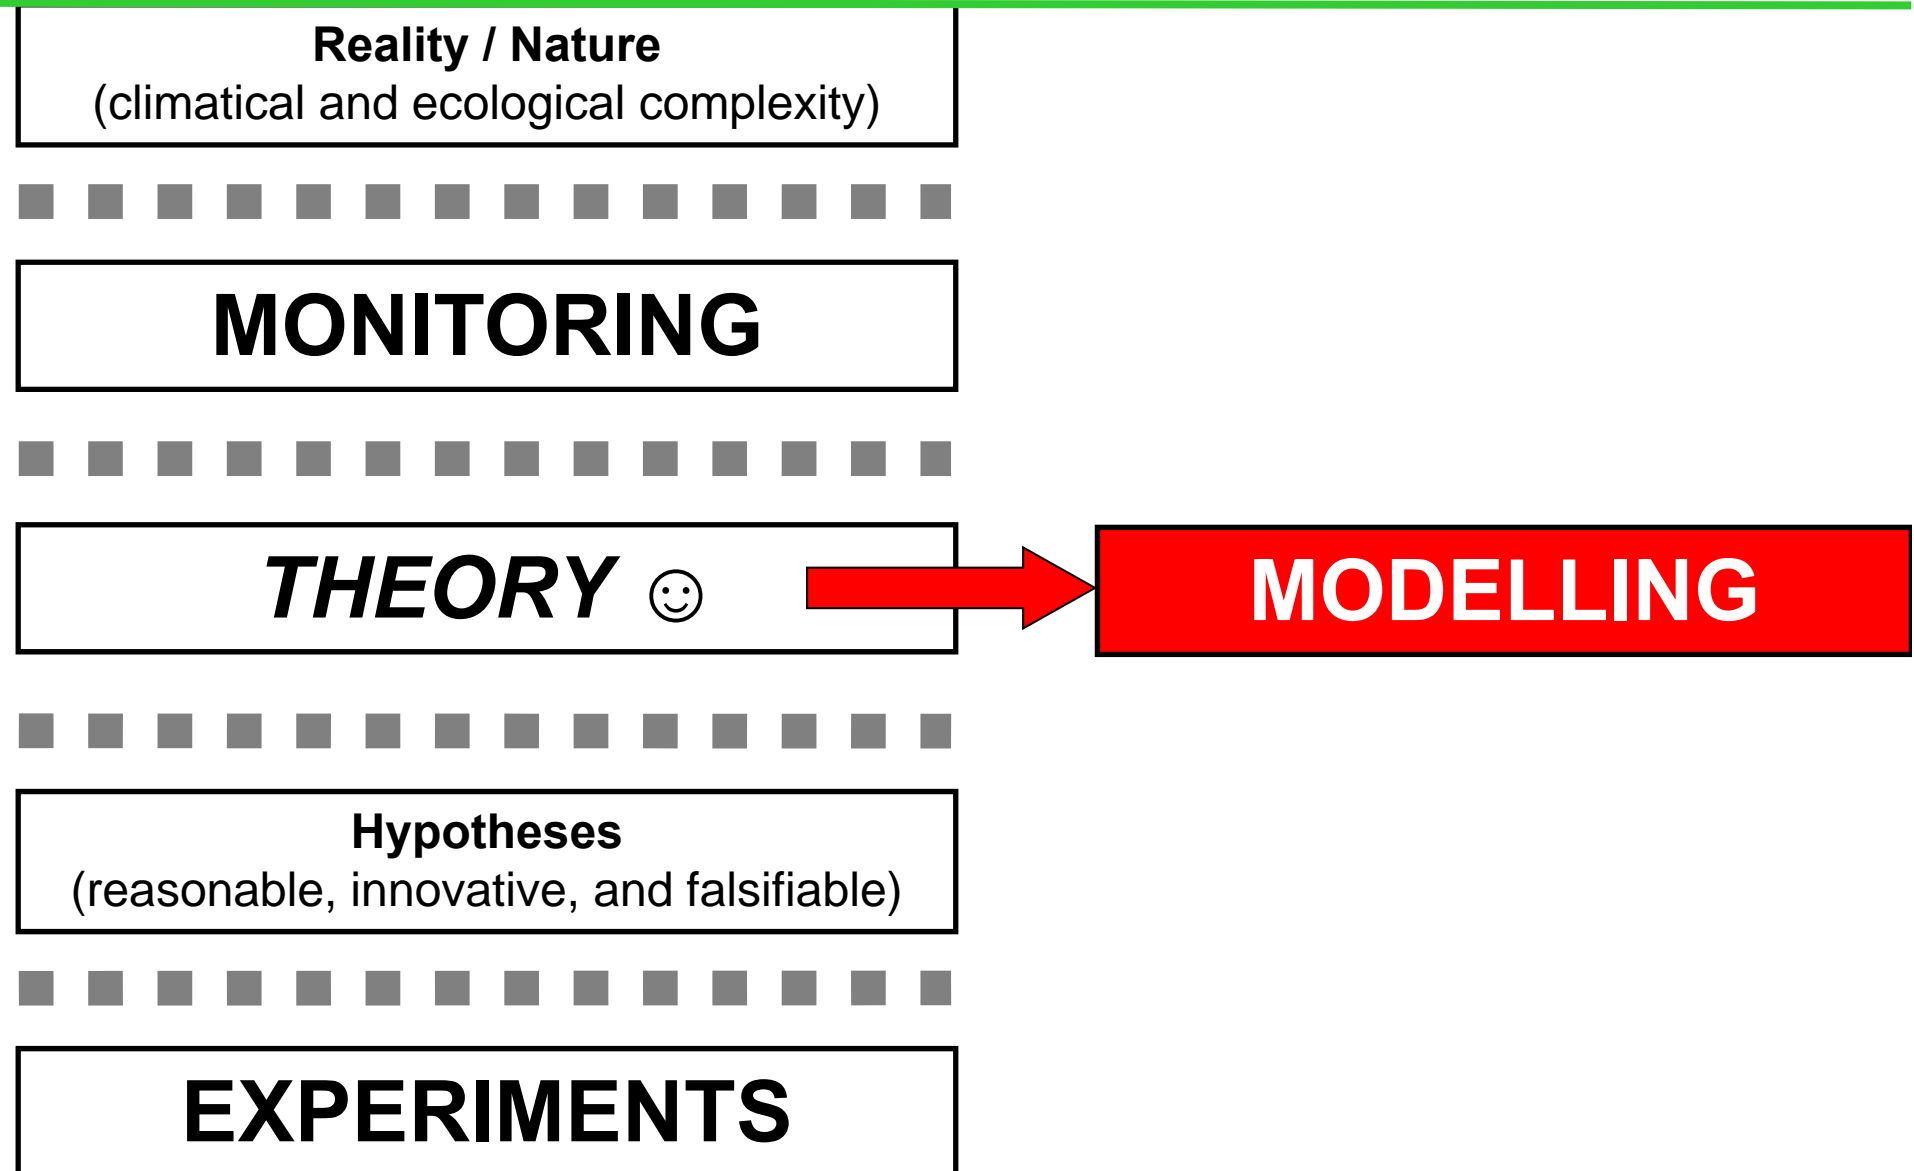 Reality / Nature
(climatical and ecological complexity)
MONITORING
THEORY ☺
MODELLING
Hypotheses
(reasonable, innovative, and falsifiable)
EXPERIMENTS